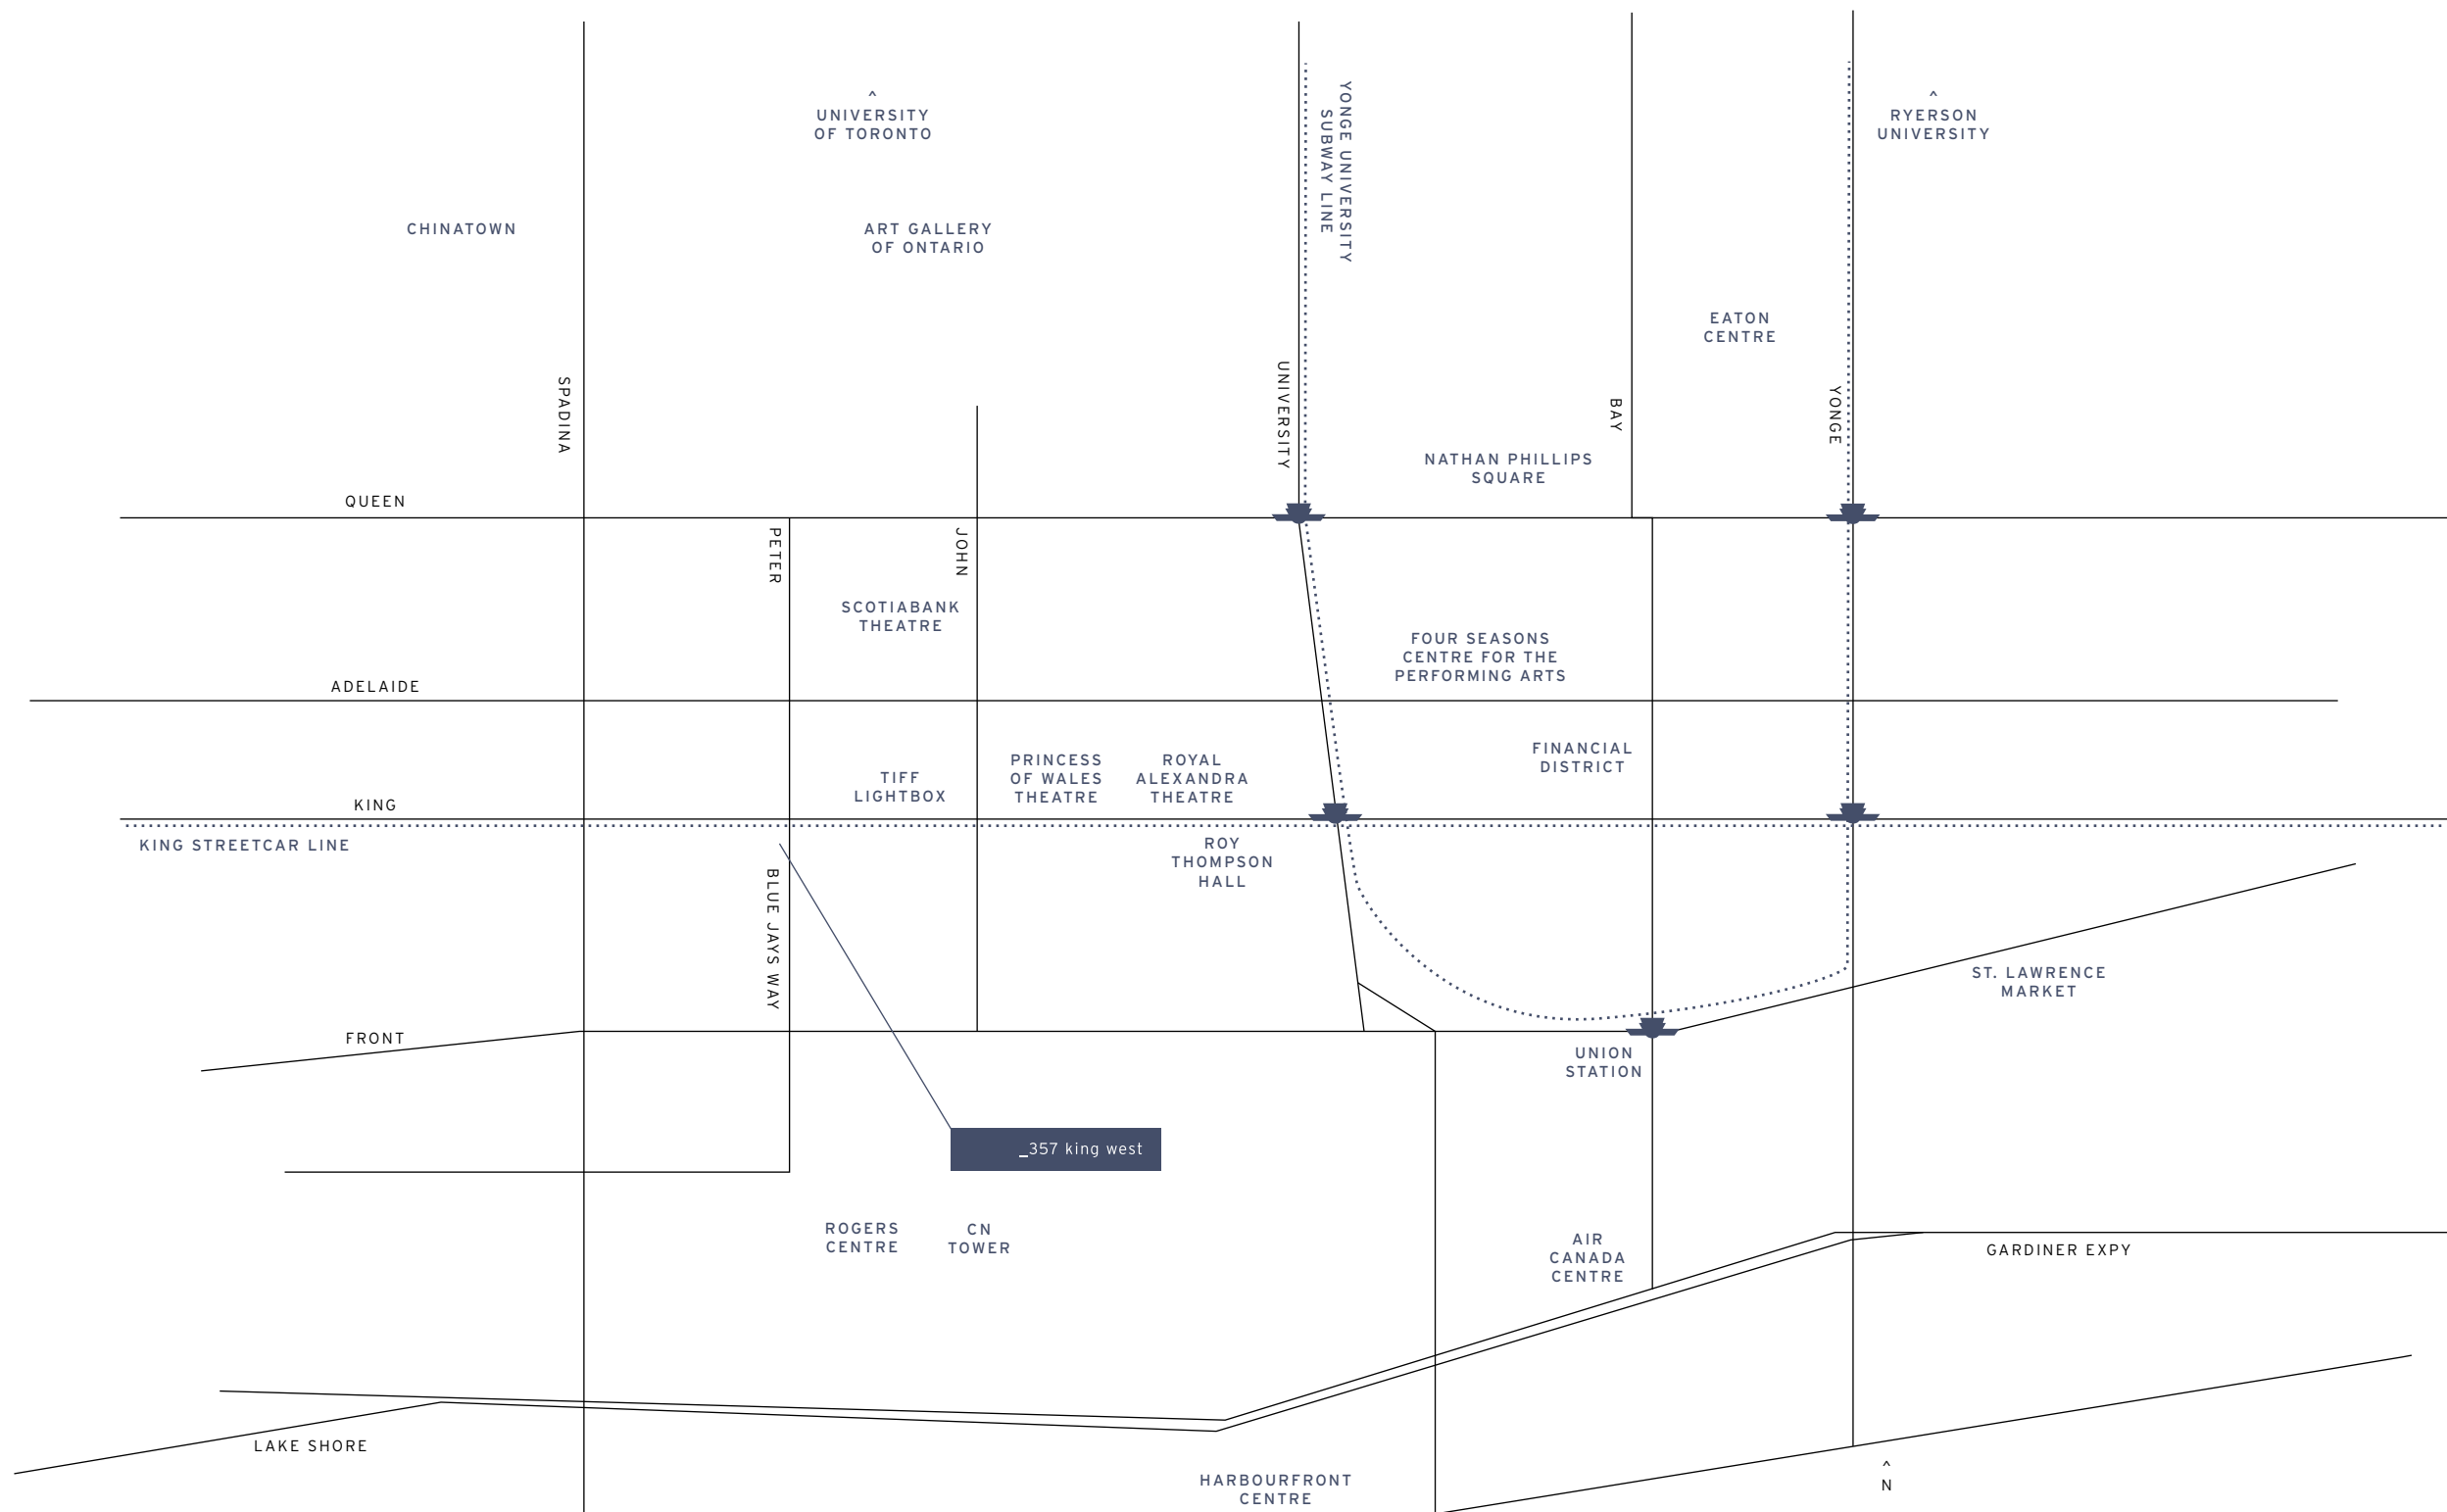 ^
UNIVERSITY
OF TORONTO
YONGE UNIVERSITY
SUBWAY LINE
^
RYERSON
UNIVERSITY
CHINATOWN
ART GALLERY
OF ONTARIO
EATON
CENTRE
SPADINA
UNIVERSITY
BAY
YONGE
NATHAN PHILLIPS
SQUARE
QUEEN
PETER
JOHN
SCOTIABANK
THEATRE
FOUR SEASONS
CENTRE FOR THE
PERFORMING ARTS
ADELAIDE
FINANCIAL
DISTRICT
PRINCESS
OF WALES
THEATRE
ROYAL
ALEXANDRA
THEATRE
TIFF
LIGHTBOX
KING
KING STREETCAR LINE
ROY
THOMPSON
HALL
BLUE JAYS WAY
ST. LAWRENCE
MARKET
FRONT
UNION
STATION
_357 king west
ROGERS
CENTRE
CN
TOWER
AIR
CANADA
CENTRE
GARDINER EXPY
LAKE SHORE
HARBOURFRONT
CENTRE
^
N